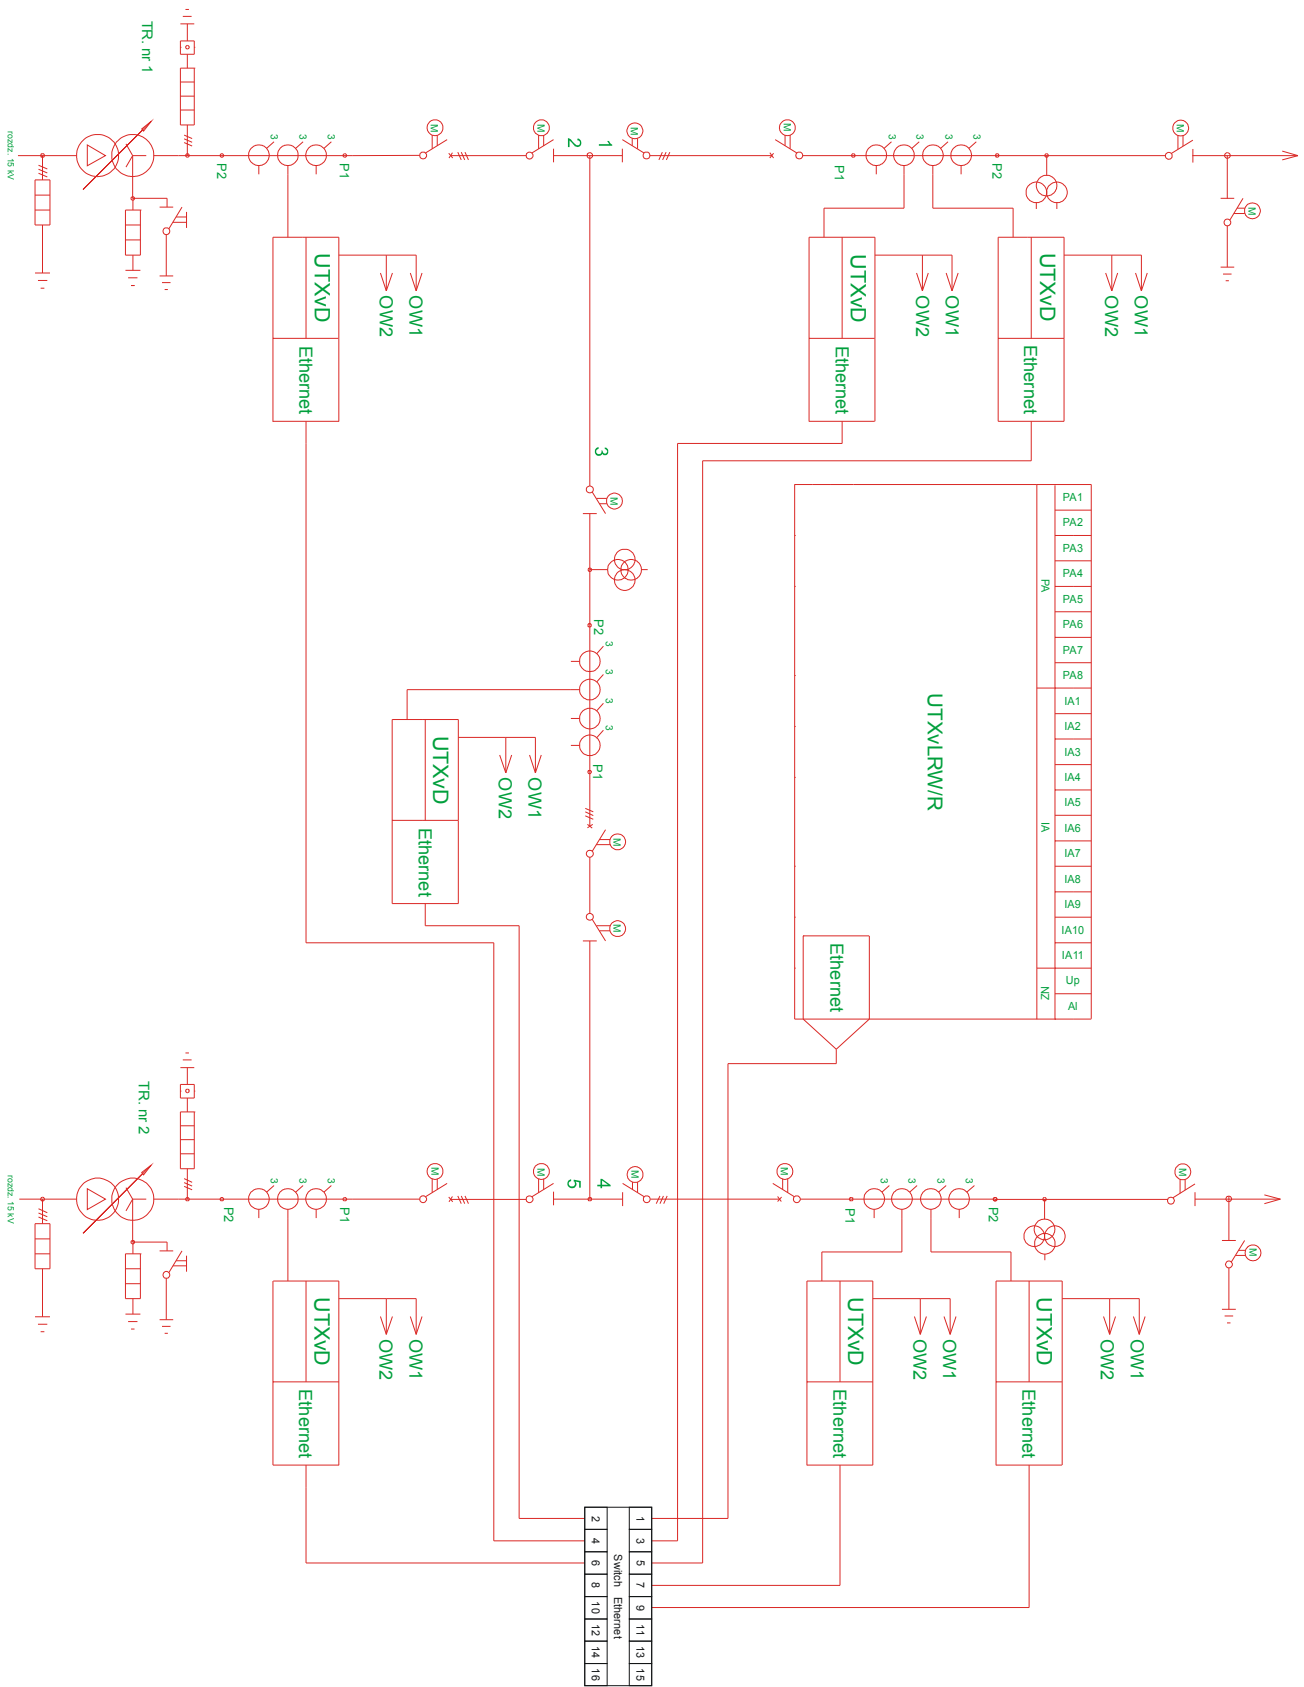 TR. nr 1
rozdz. 15 kV
3
3
3
P2
P1
M
M
2
1
M
M
3
3
3
3
P1
P2
M
M
UTXvD
Ethernet
OW1
OW2
UTXvD
Ethernet
OW1
OW2
UTXvD
Ethernet
OW1
OW2
3
M
P2
3
3
3
3
P1
M
M
UTXvD
Ethernet
OW1
OW2
UTXvLRW/R
Ethernet
PA
IA
NZ
PA1
PA2
PA3
PA4
PA5
PA6
PA7
PA8
IA1
IA2
IA3
IA4
IA5
IA6
IA7
IA8
IA9
IA10
IA11
Up
Al
TR. nr 2
rozdz. 15 kV
3
3
3
P2
P1
M
M
5
4
M
M
3
3
3
3
P1
P2
M
M
UTXvD
Ethernet
OW1
OW2
UTXvD
Ethernet
OW1
OW2
UTXvD
Ethernet
OW1
OW2
1 3 5 7 9 11 13 15
Switch Ethernet
2 4 6 8 10 12 14 16